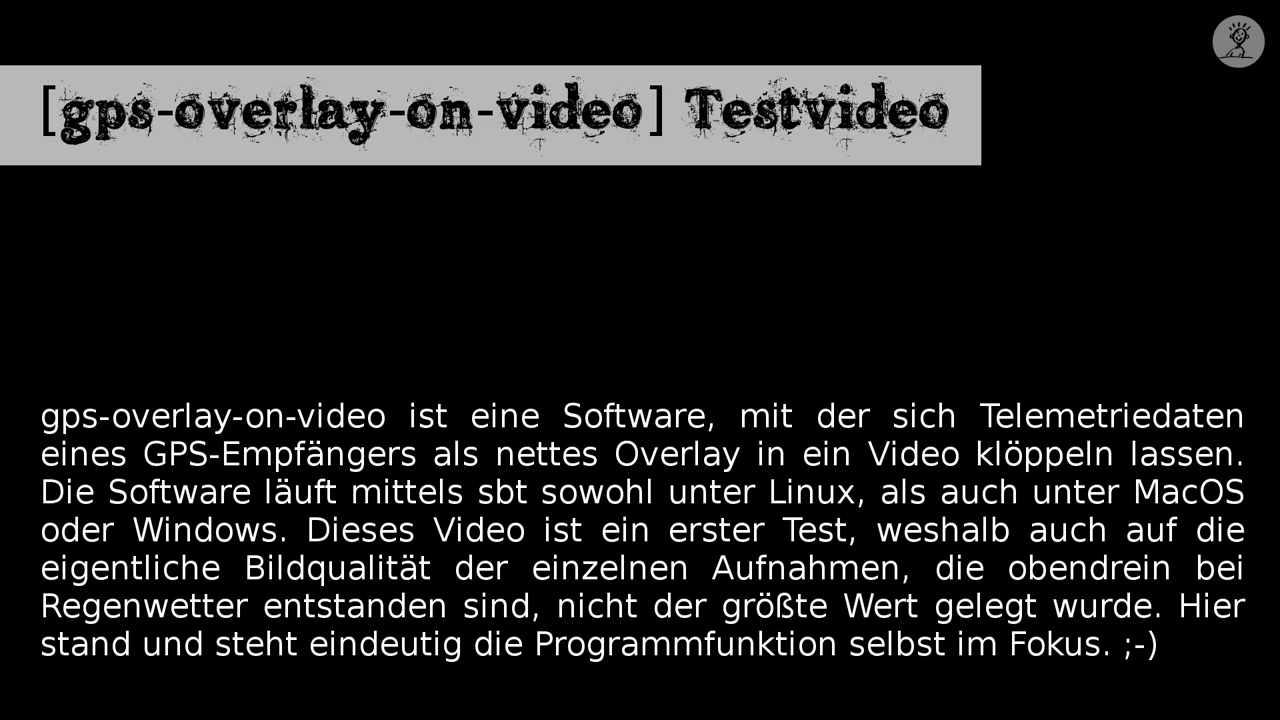 [gps-overlay-on-video] Testvideo
gps-overlay-on-video ist eine Software, mit der sich Telemetriedaten
eines GPS-Empfängers als nettes Overlay in ein Video klöppeln lassen.
Die Software läuft mittels sbt sowohl unter Linux, als auch unter MacOS
oder Windows. Dieses Video ist ein erster Test, weshalb auch auf die
eigentliche Bildqualität der einzelnen Aufnahmen, die obendrein bei
Regenwetter entstanden sind, nicht der größte Wert gelegt wurde. Hier
stand und steht eindeutig die Programmfunktion selbst im Fokus. ;-)